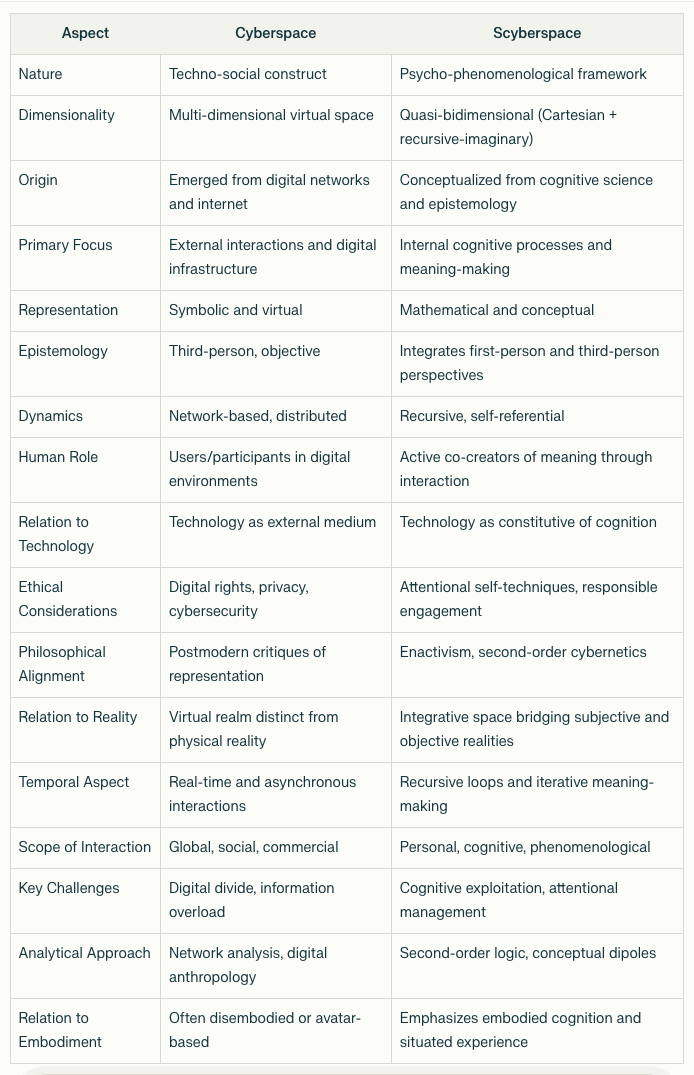 Aspect Cyberspace Scyberspace
Nature Techno-social construct Psycho-phenomenological framework
Dimensionality Multi-dimensional virtual space Quasi-bidimensional (Cartesian +
recursive-imaginary)
Origin Emerged from digital networks Conceptualized from cognitive science
and internet and epistemology
Primary Focus External interactions and digital Internal cognitive processes and
infrastructure meaning-making
Representation Symbolic and virtual Mathematical and conceptual
Epistemology Third-person, objective Integrates first-person and third-person
perspectives
Dynamics Network-based, distributed Recursive, self-referential
Human Role Users/participants in digital Active co-creators of meaning through
environments interaction
Relation to Technology as external medium Technology as constitutive of cognition
Technology
Ethical Digital rights, privacy, Attentional self-techniques, responsible
Considerations cybersecurity engagement
Philosophical Postmodern critiques of Enactivism, second-order cybernetics
Alignment representation
Relation to Reality Virtual realm distinct from Integrative space bridging subjective and
physical reality objective realities
Temporal Aspect Real-time and asynchronous Recursive loops and iterative meaning-
interactions making
Scope of Interaction Global, social, commercial Personal, cognitive, phenomenological
Key Challenges Digital divide, information Cognitive exploitation, attentional
overload management
Analytical Approach Network analysis, digital Second-order logic, conceptual dipoles
anthropology
Relation to Often disembodied or avatar- Emphasizes embodied cognition and
Embodiment based situated experience